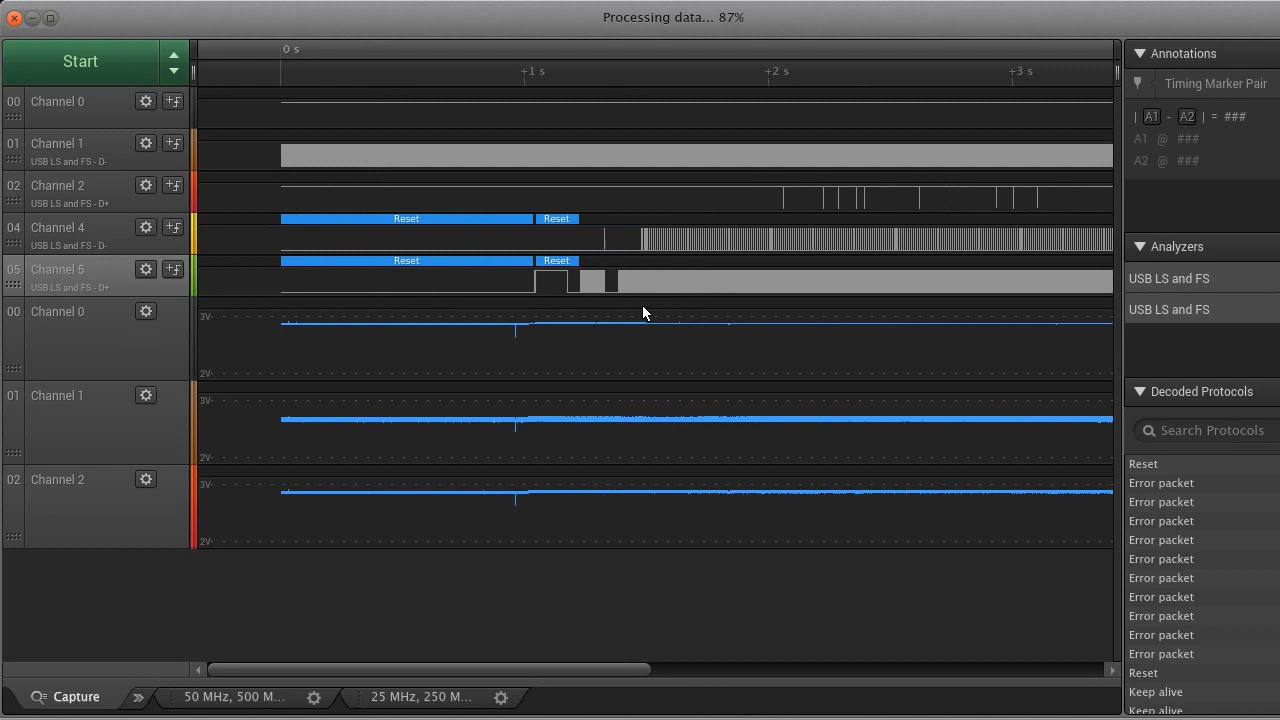 Processing data... 87%
Start
0 s
+1 s
+2 s
+3 s
00 Channel 0
01 Channel 1
USB LS and FS - D-
02 Channel 2
USB LS and FS - D+
04 Channel 4
USB LS and FS - D-
Reset
Reset
05 Channel 5
USB LS and FS - D+
Reset
Reset
00 Channel 0
3V
2V
01 Channel 1
3V
2V
02 Channel 2
3V
2V
Annotations
Timing Marker Pair
| A1 - A2 | = ###
A1 @ ###
A2 @ ###
Analyzers
USB LS and FS
USB LS and FS
Decoded Protocols
Search Protocols
Reset
Error packet
Error packet
Error packet
Error packet
Error packet
Error packet
Error packet
Error packet
Error packet
Error packet
Reset
Keep alive
Keep alive
Capture
50 MHz, 500 M...
25 MHz, 250 M...